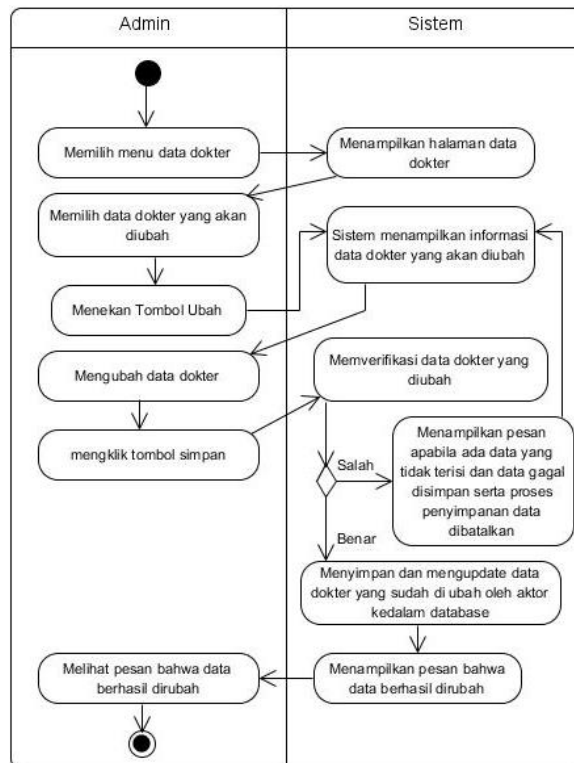 Admin
Sistem
Memilih menu data dokter
Menampilkan halaman data
dokter
Memilih data dokter yang akan
diubah
Sistem menampilkan informasi
data dokter yang akan diubah
Menekan Tombol Ubah
Mengubah data dokter
Memverifikasi data dokter yang
diubah
mengklik tombol simpan
Salah
Menampilkan pesan
apabila ada data yang
tidak terisi dan data gagal
disimpan serta proses
penyimpanan data
dibatalkan
Benar
Menyimpan dan mengupdate data
dokter yang sudah di ubah oleh aktor
kedalam database
Melihat pesan bahwa data
berhasil dirubah
Menampilkan pesan bahwa
data berhasil dirubah